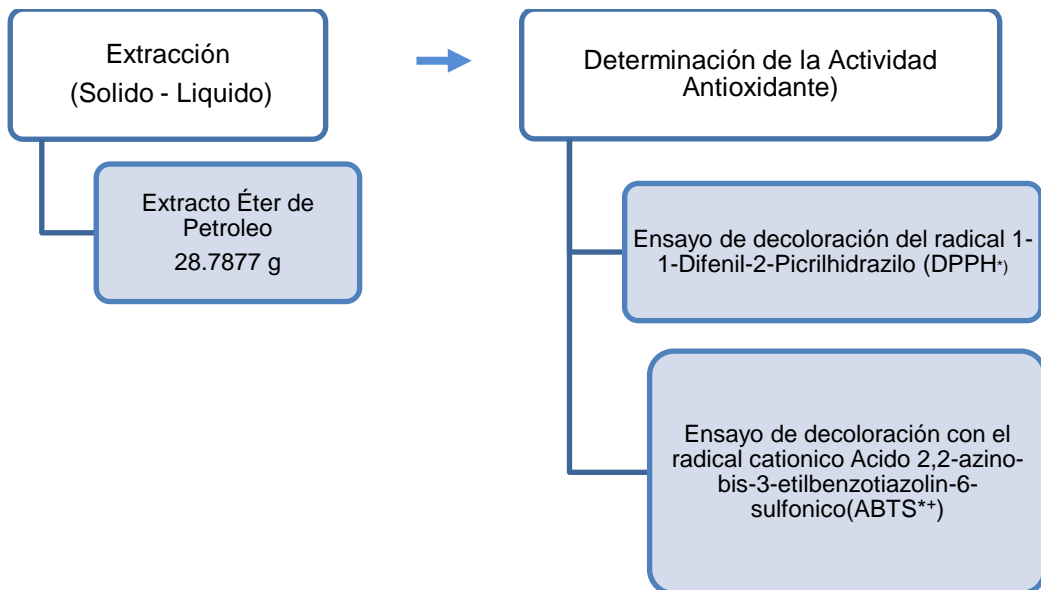 Extracción
(Solido - Liquido)
Extracto Éter de
Petroleo
28.7877 g
Determinación de la Actividad
Antioxidante)
Ensayo de decoloración del radical 1-
1-Difenil-2-Picrilhidrazilo (DPPH*)
Ensayo de decoloración con el
radical cationico Acido 2,2-azino-
bis-3-etilbenzotiazolin-6-
sulfonico(ABTS*+)